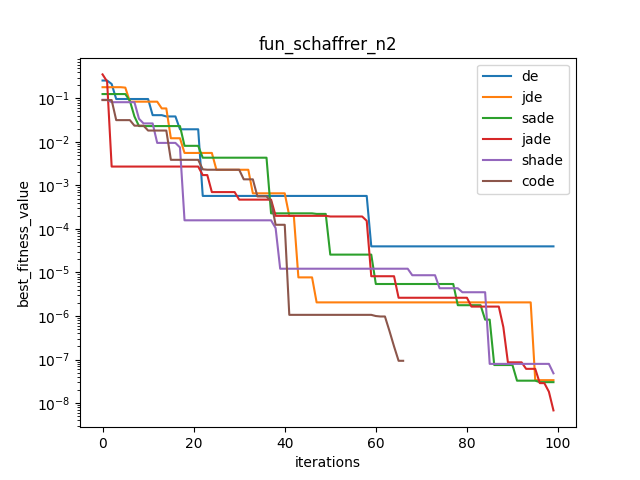 fun_schaffrer_n2
best_fitness_value
10⁻¹
10⁻²
10⁻³
10⁻⁴
10⁻⁵
10⁻⁶
10⁻⁷
10⁻⁸
0 20 40 60 80 100
iterations
de
jde
sade
jade
shade
code